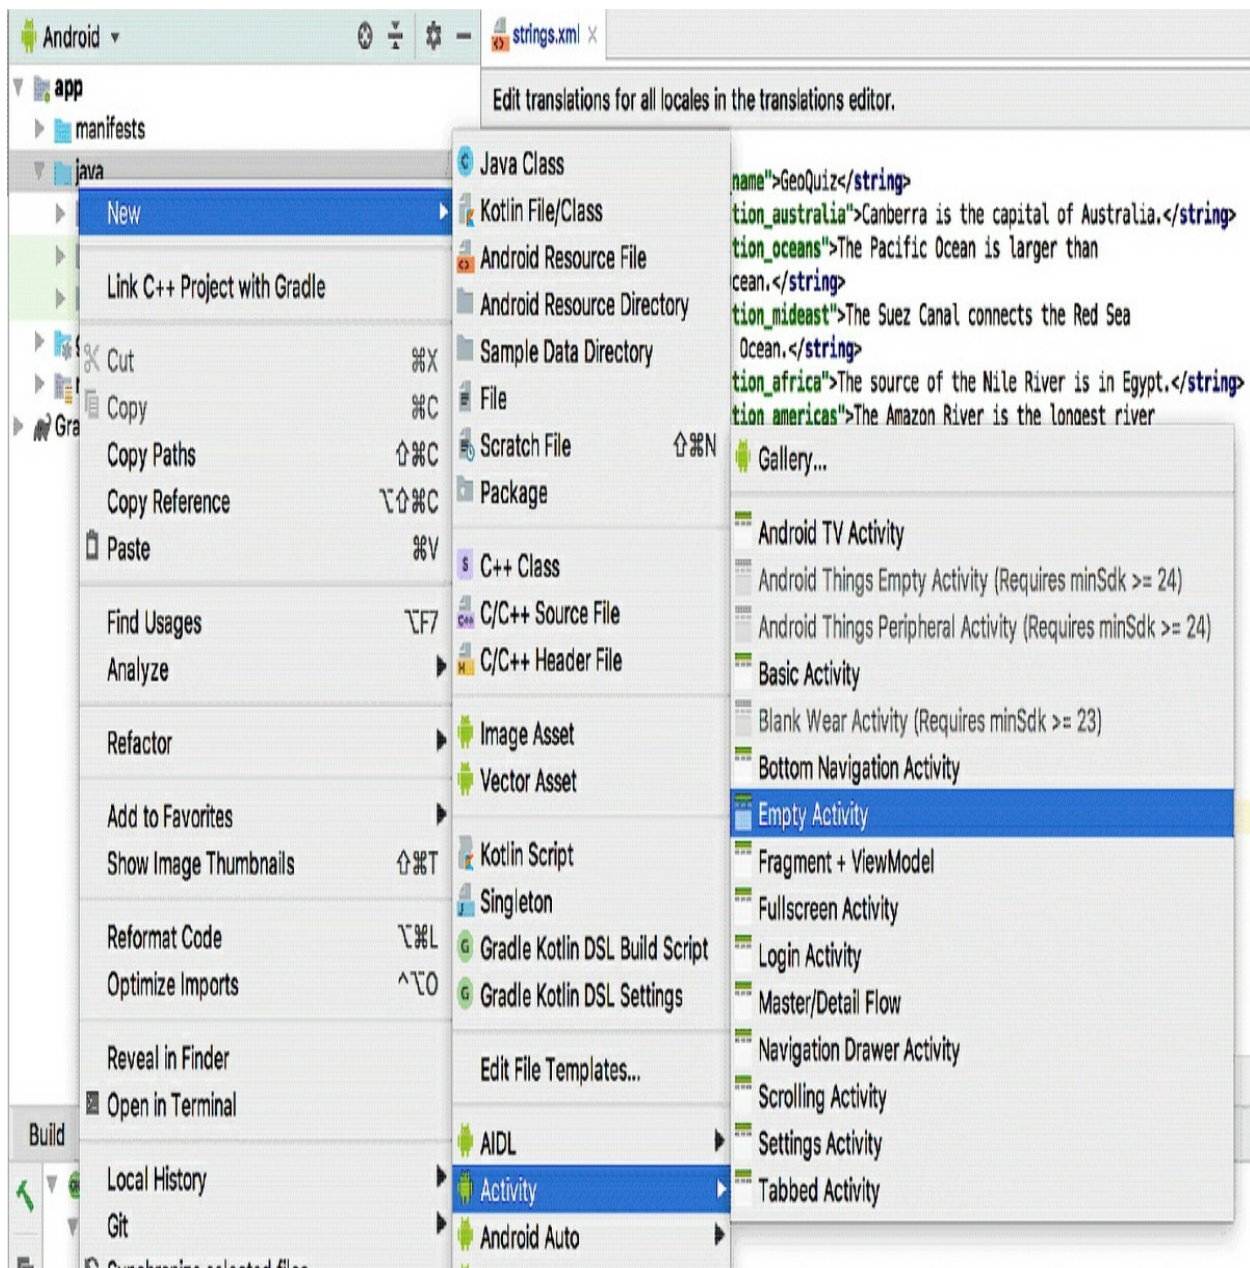 Android
strings.xml
app
Edit translations for all locales in the translations editor.
manifests
java
New
Link C++ Project with Gradle
Cut ⌘X
Copy ⌘C
Copy Paths ⇧⌘C
Copy Reference ⌥⇧⌘C
Paste ⌘V
Find Usages ⌥F7
Analyze
Refactor
Add to Favorites
Show Image Thumbnails ⇧⌘T
Reformat Code ⌥⌘L
Optimize Imports ^⌥O
Reveal in Finder
Open in Terminal
Local History
Git
Gra
Build
Java Class
Kotlin File/Class
Android Resource File
Android Resource Directory
Sample Data Directory
File
Scratch File ⇧⌘N
Package
C++ Class
C/C++ Source File
C/C++ Header File
Image Asset
Vector Asset
Kotlin Script
Singleton
Gradle Kotlin DSL Build Script
Gradle Kotlin DSL Settings
Edit File Templates...
AIDL
Activity
Android Auto
name">GeoQuiz</string>
tion_australia">Canberra is the capital of Australia.</string>
tion_oceans">The Pacific Ocean is larger than
cean.</string>
tion_mideast">The Suez Canal connects the Red Sea
Ocean.</string>
tion_africa">The source of the Nile River is in Egypt.</string>
tion_americas">The Amazon River is the longest river
Gallery...
Android TV Activity
Android Things Empty Activity (Requires minSdk >= 24)
Android Things Peripheral Activity (Requires minSdk >= 24)
Basic Activity
Blank Wear Activity (Requires minSdk >= 23)
Bottom Navigation Activity
Empty Activity
Fragment + ViewModel
Fullscreen Activity
Login Activity
Master/Detail Flow
Navigation Drawer Activity
Scrolling Activity
Settings Activity
Tabbed Activity